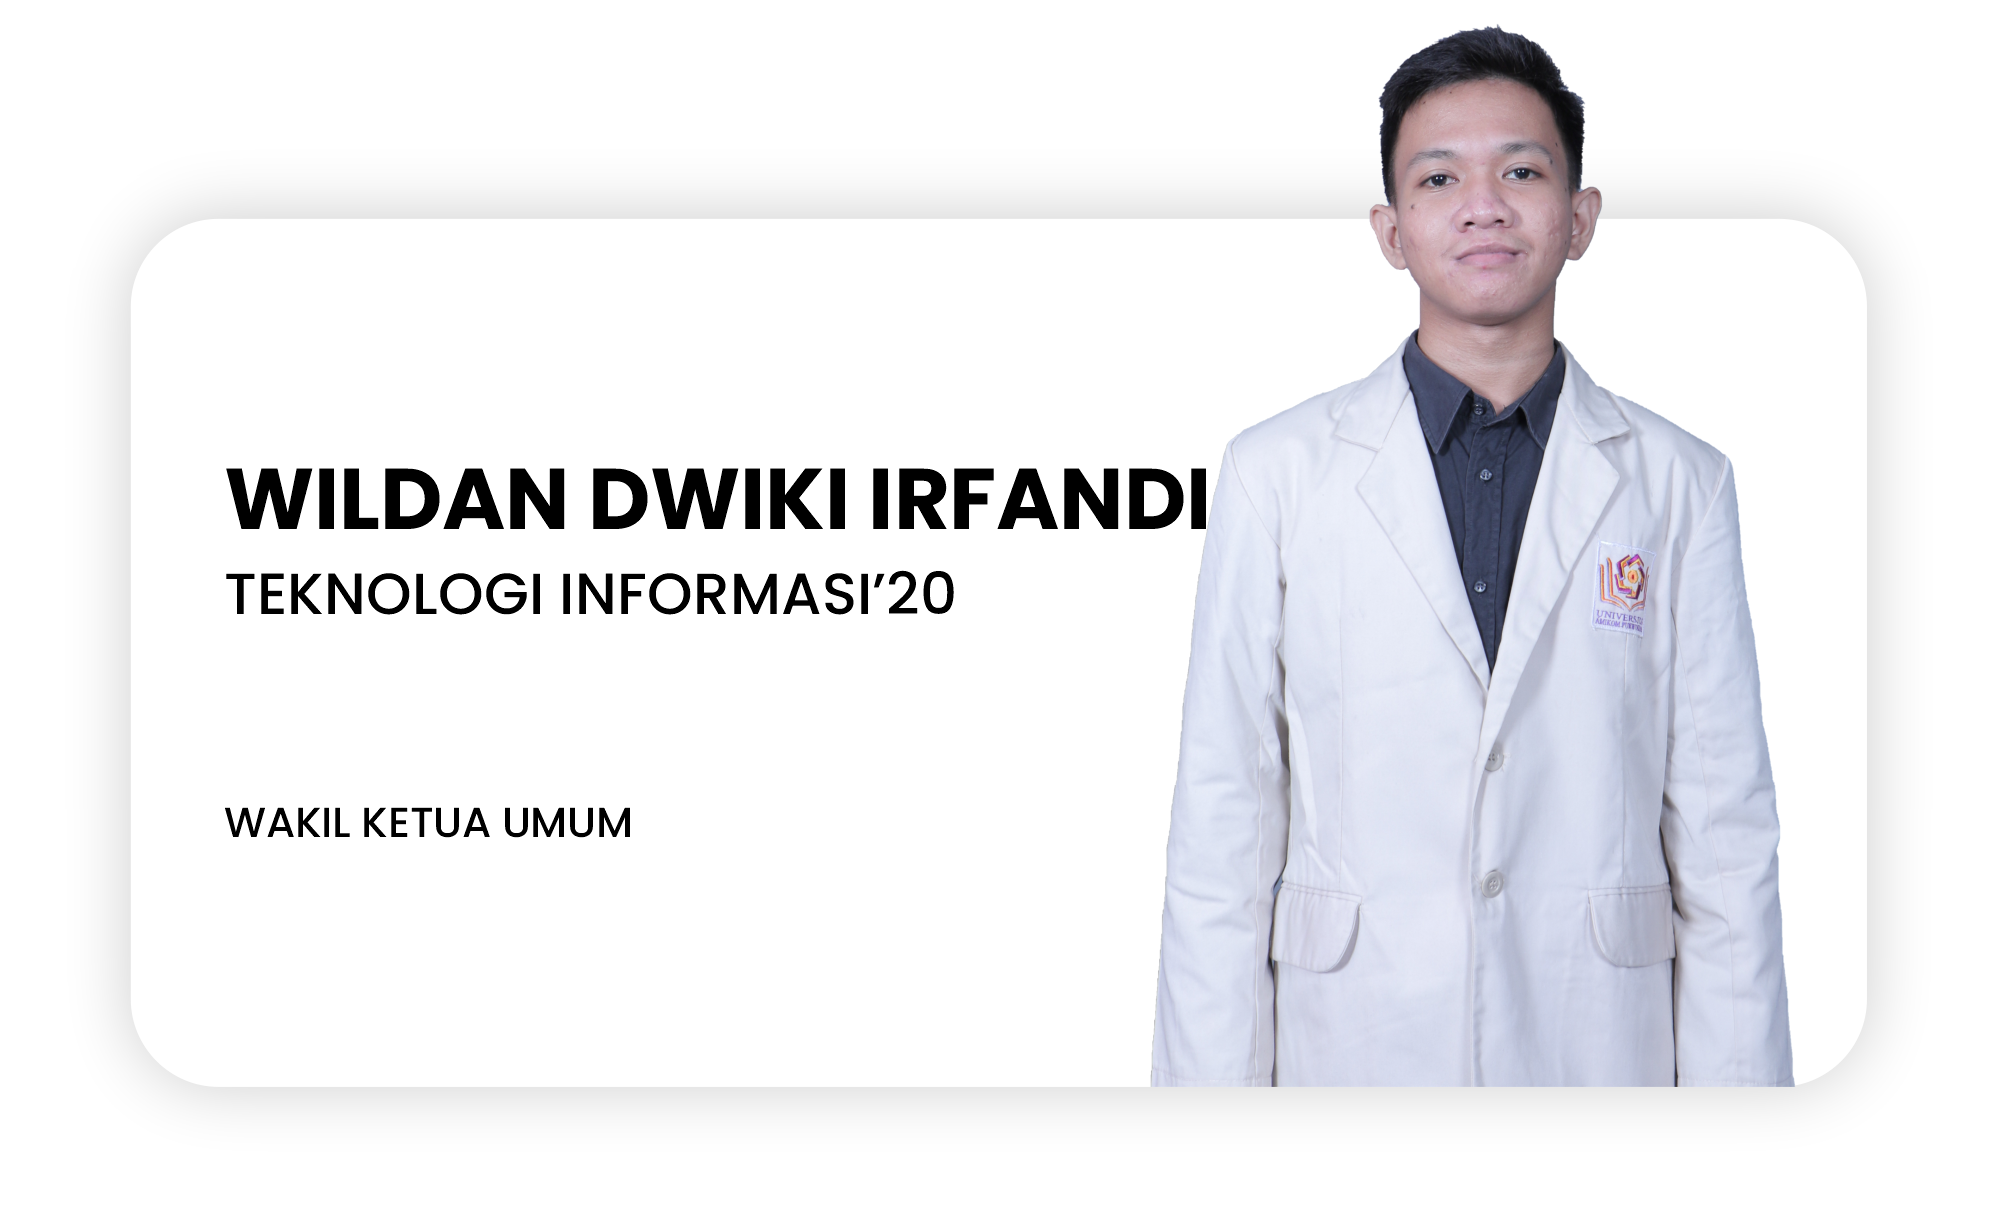 WILDAN DWIKI IRFANDI
TEKNOLOGI INFORMASI’20
WAKIL KETUA UMUM